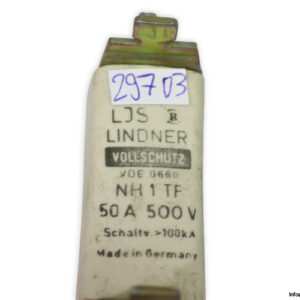 29703
LJS
LINDNER
VOLLSCHUTZ
VDE 0660
NH 1 TF
50 A 500 V
Schaltv. >100kA
Made in Germany